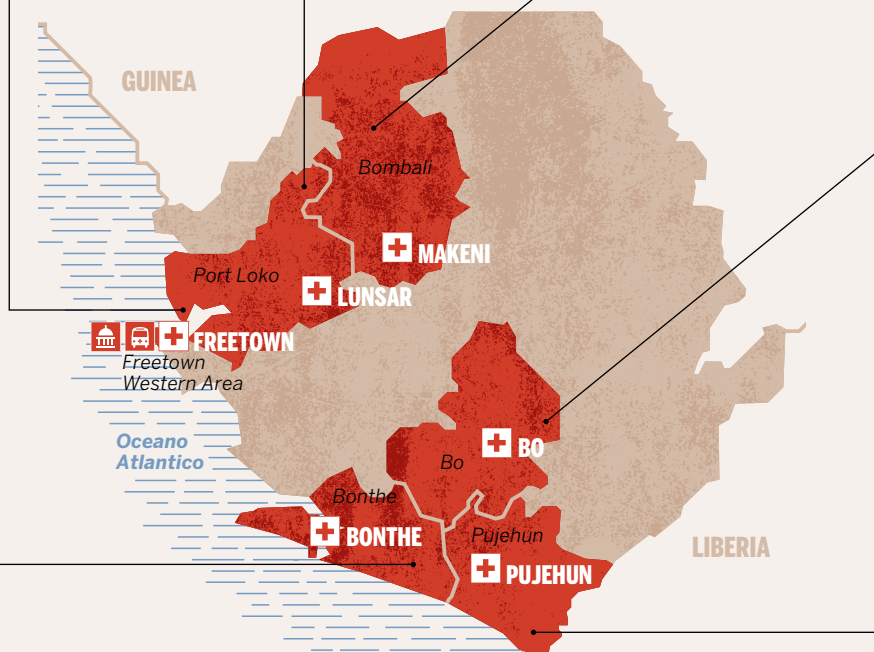 GUINEA
Bombali
MAKENI
Port Loko
LUNSAR
FREETOWN
Freetown
Western Area
Oceano
Atlantico
BO
Bo
Bonthe
BONTHE
Pujehun
PUJEHUN
LIBERIA